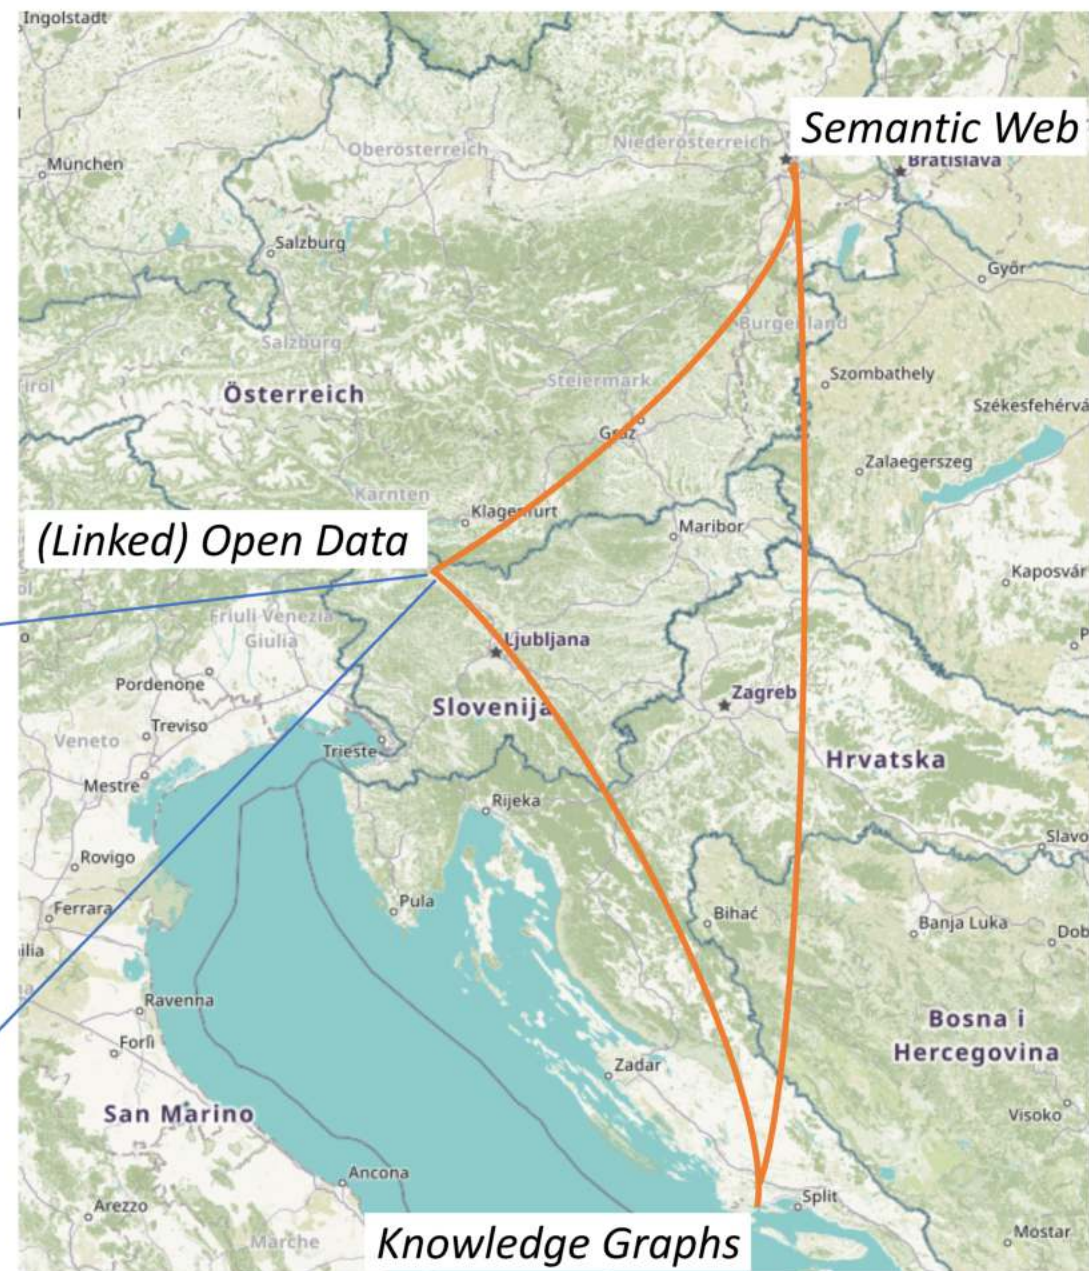 Ingolstadt
Semantic Web
Niederösterreich
Oberösterreich
München
Bratislava
Salzburg
Győr
Burgenland
Salzburg
Szombathely
Steiermark
Österreich
Székesfehérvá
Graz
Zalaegerszeg
Kärnten
Klagenfurt
Maribor
(Linked) Open Data
Kaposvár
Friuli Venezia
Giulia
Ljubljana
Pordenone
Zagreb
Slovenija
Treviso
Veneto
Trieste
Hrvatska
Mestre
Rijeka
Slavo
Rovigo
Pula
Ferrara
Bihać
Banja Luka
Dob
ilia
Ravenna
Bosna i
Hercegovina
Forlì
Zadar
San Marino
Visoko
Ancona
Split
Arezzo
Mostar
Marche
Knowledge Graphs